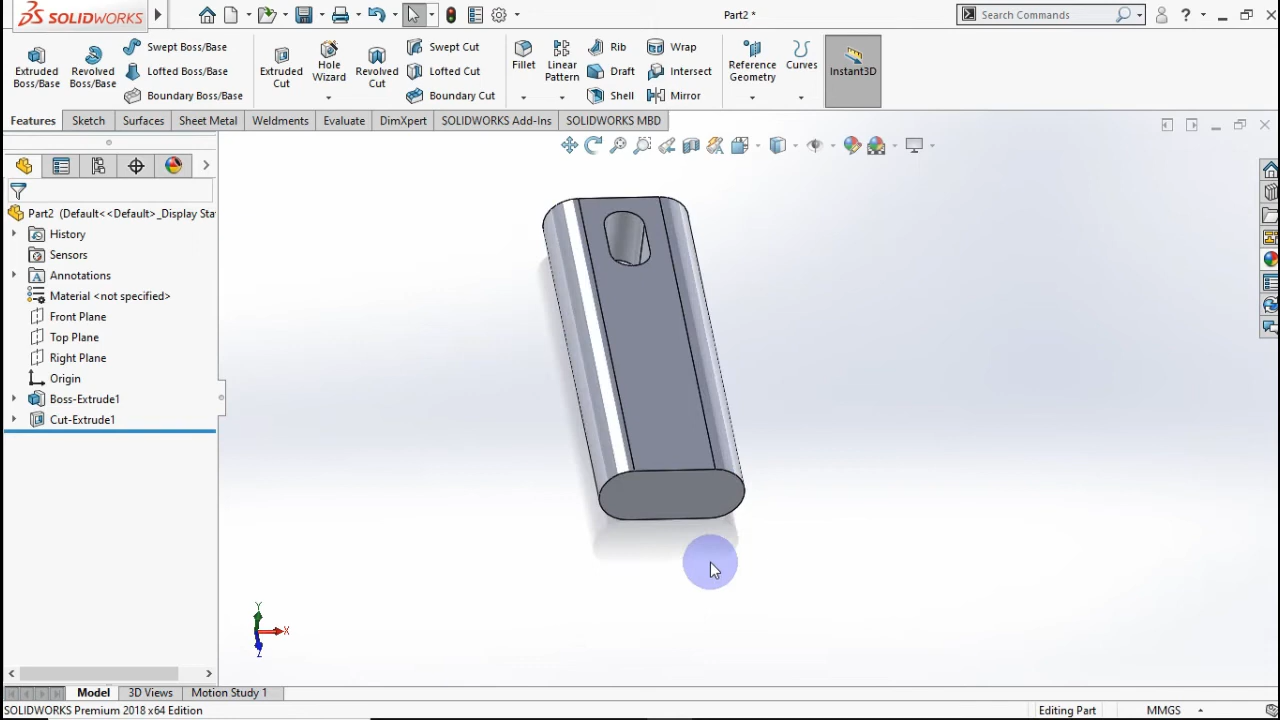 SOLIDWORKS
Part2 *
Search Commands
?
Extruded Boss/Base
Revolved Boss/Base
Swept Boss/Base
Lofted Boss/Base
Boundary Boss/Base
Extruded Cut
Hole Wizard
Revolved Cut
Swept Cut
Lofted Cut
Boundary Cut
Fillet
Linear Pattern
Rib
Draft
Shell
Wrap
Intersect
Mirror
Reference Geometry
Curves
Instant3D
Features Sketch Surfaces Sheet Metal Weldments Evaluate DimXpert SOLIDWORKS Add-Ins SOLIDWORKS MBD
Part2 (Default<<Default>_Display Sta
History
Sensors
Annotations
Material <not specified>
Front Plane
Top Plane
Right Plane
Origin
Boss-Extrude1
Cut-Extrude1
Y
X
Z
Model 3D Views Motion Study 1
SOLIDWORKS Premium 2018 x64 Edition
Editing Part
MMGS